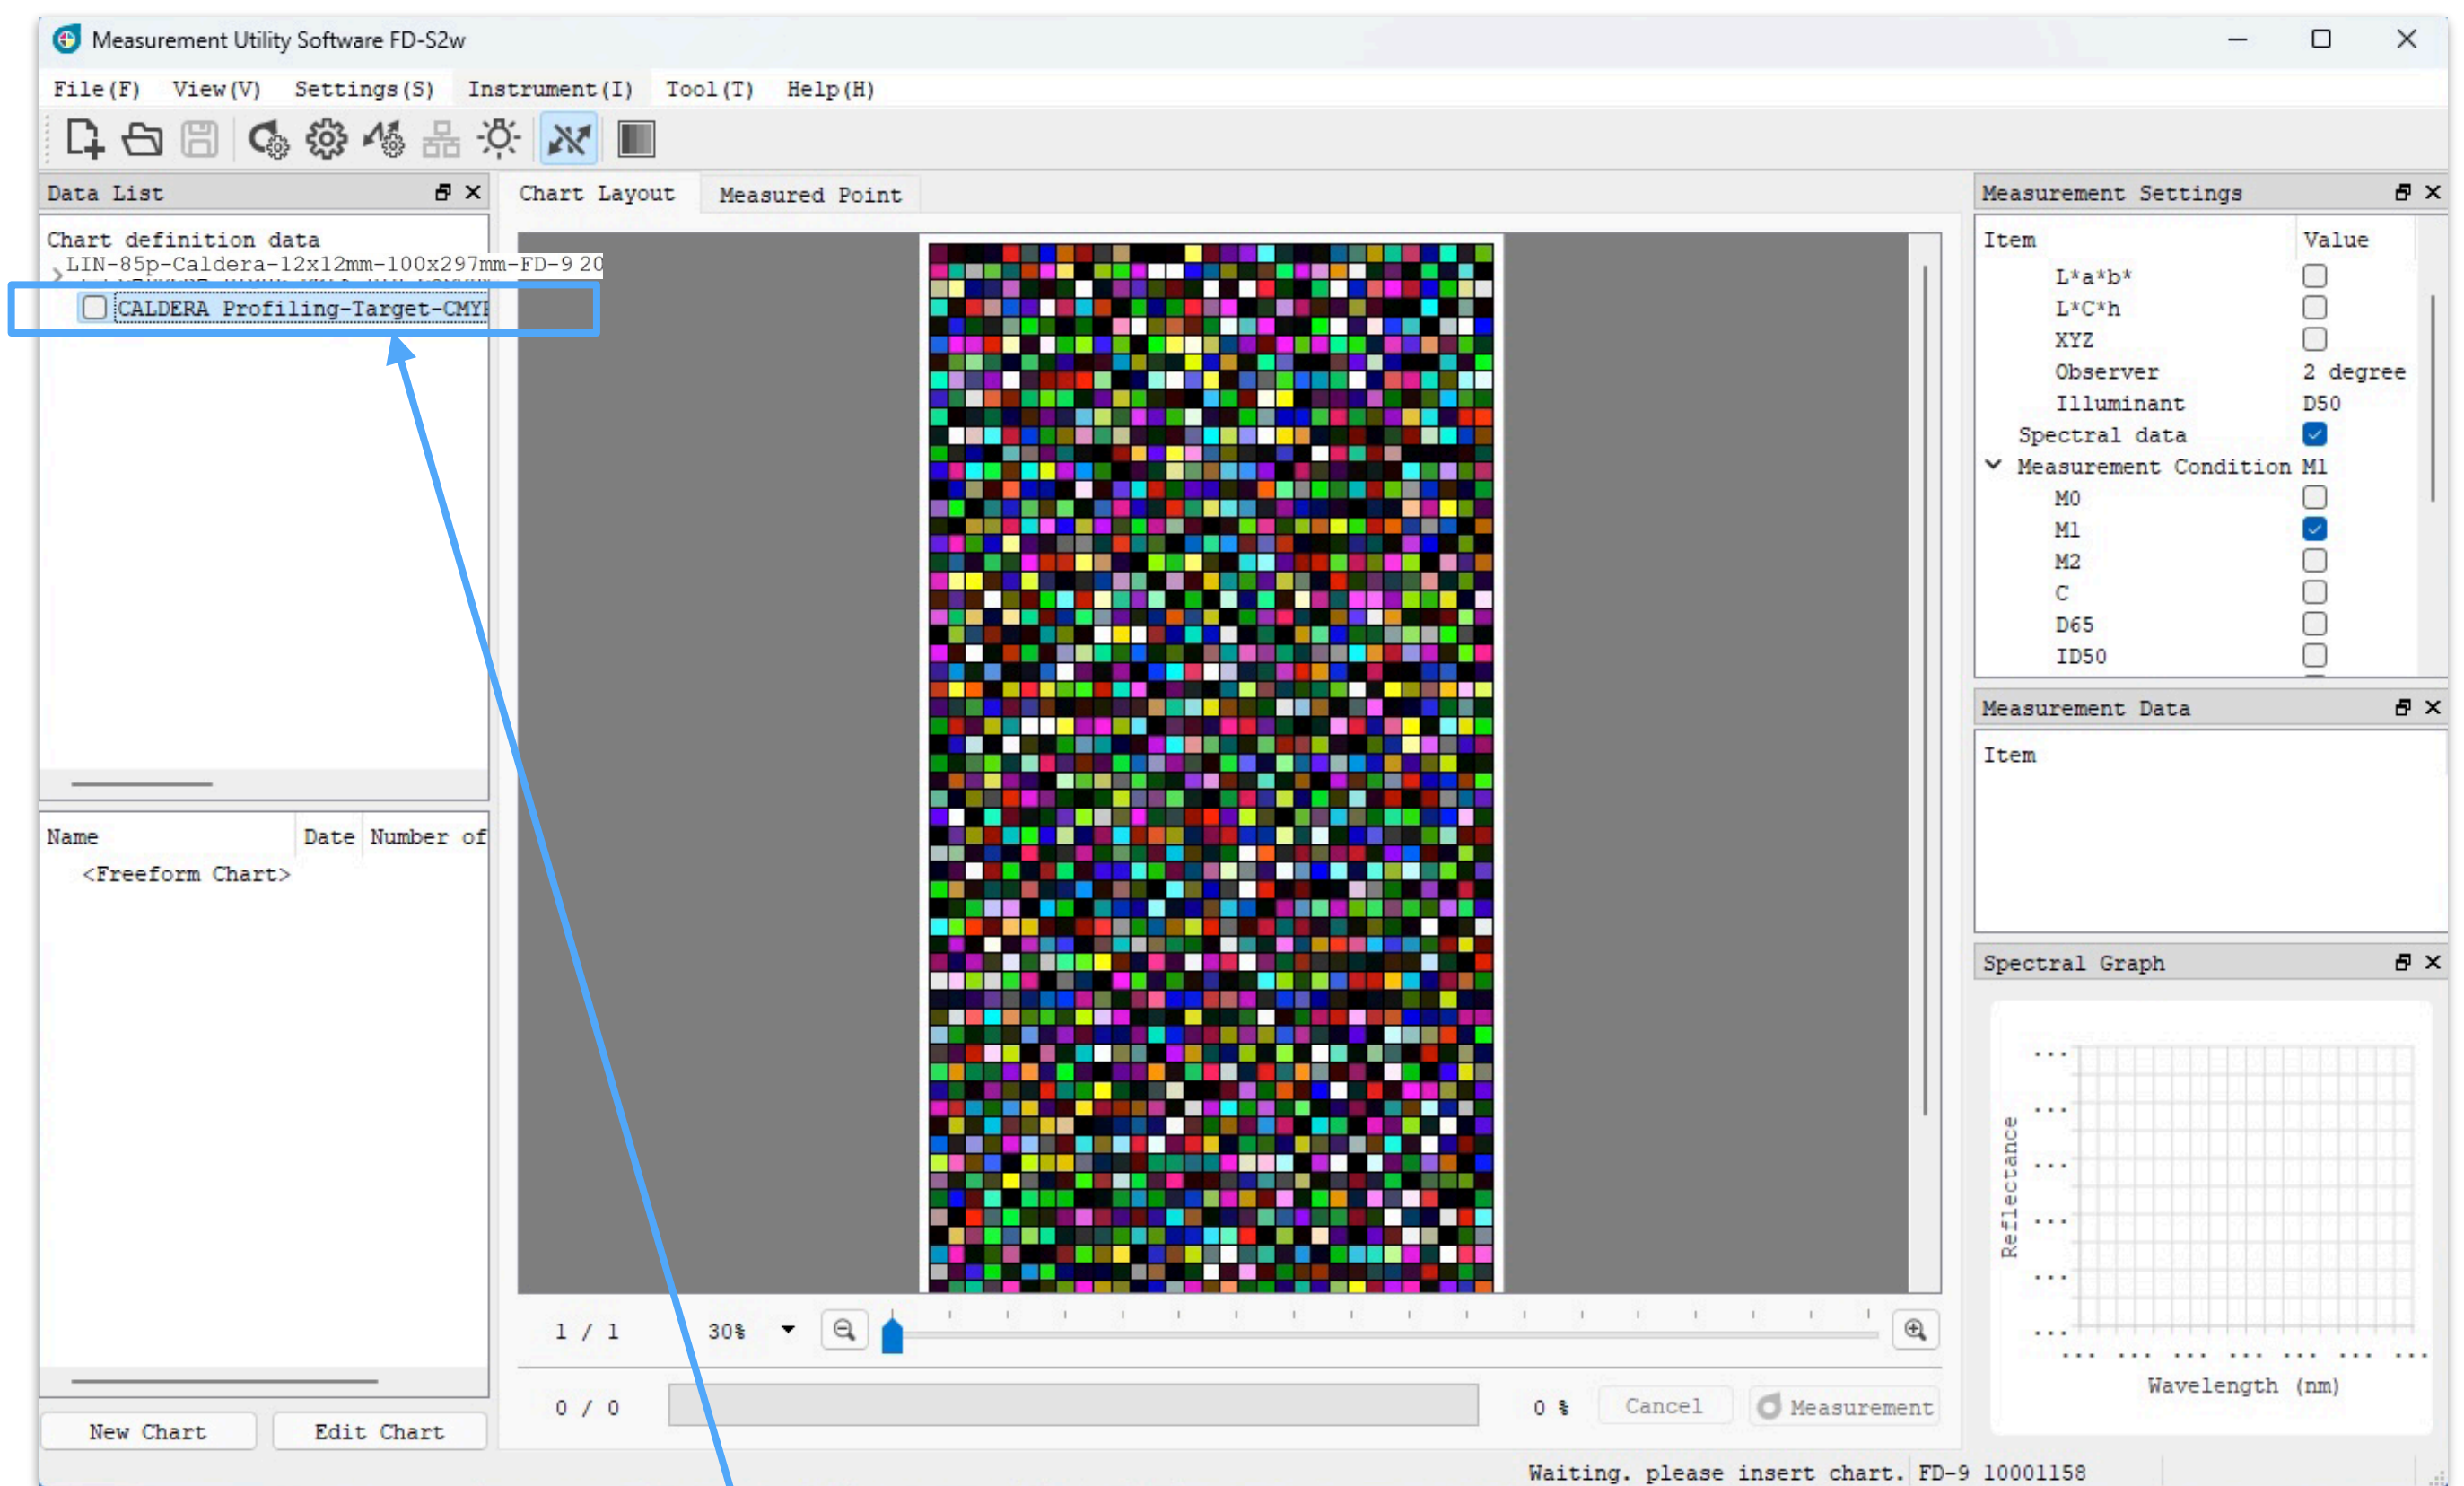 Measurement Utility Software FD-S2w
File(F) View(V) Settings(S) Instrument(I) Tool(T) Help(H)
Data List
Chart definition data
LIN-85p-Caldera-12x12mm-100x297mm-FD-9 20
CALDERA Profiling-Target-CMY
Name Date Number of
<Freeform Chart>
New Chart Edit Chart
Chart Layout Measured Point
1 / 1 30%
0 / 0 0 % Cancel Measurement
Measurement Settings
Item Value
L*a*b*
L*C*h
XYZ
Observer 2 degree
Illuminant D50
Spectral data
Measurement Condition M1
M0
M1
M2
C
D65
ID50
Measurement Data
Item
Spectral Graph
Reflectance
Wavelength (nm)
Waiting. please insert chart. FD-9 10001158